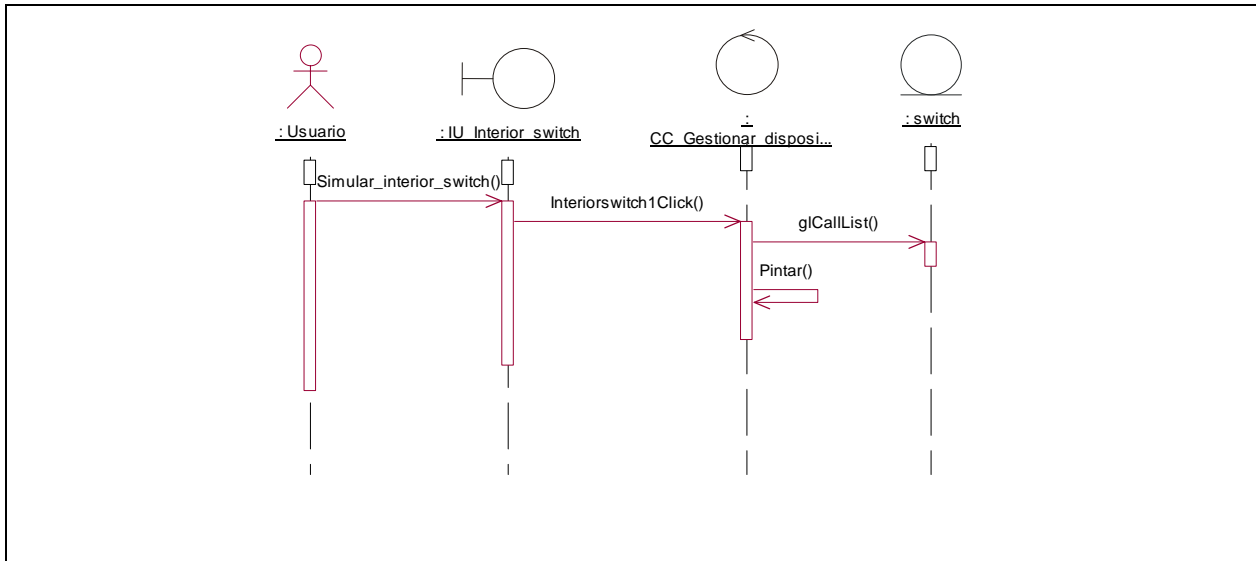 : Usuario
: IU_Interior_switch
:
CC_Gestionar_disposi...
: switch
Simular_interior_switch()
Interiorswitch1Click()
glCallList()
Pintar()